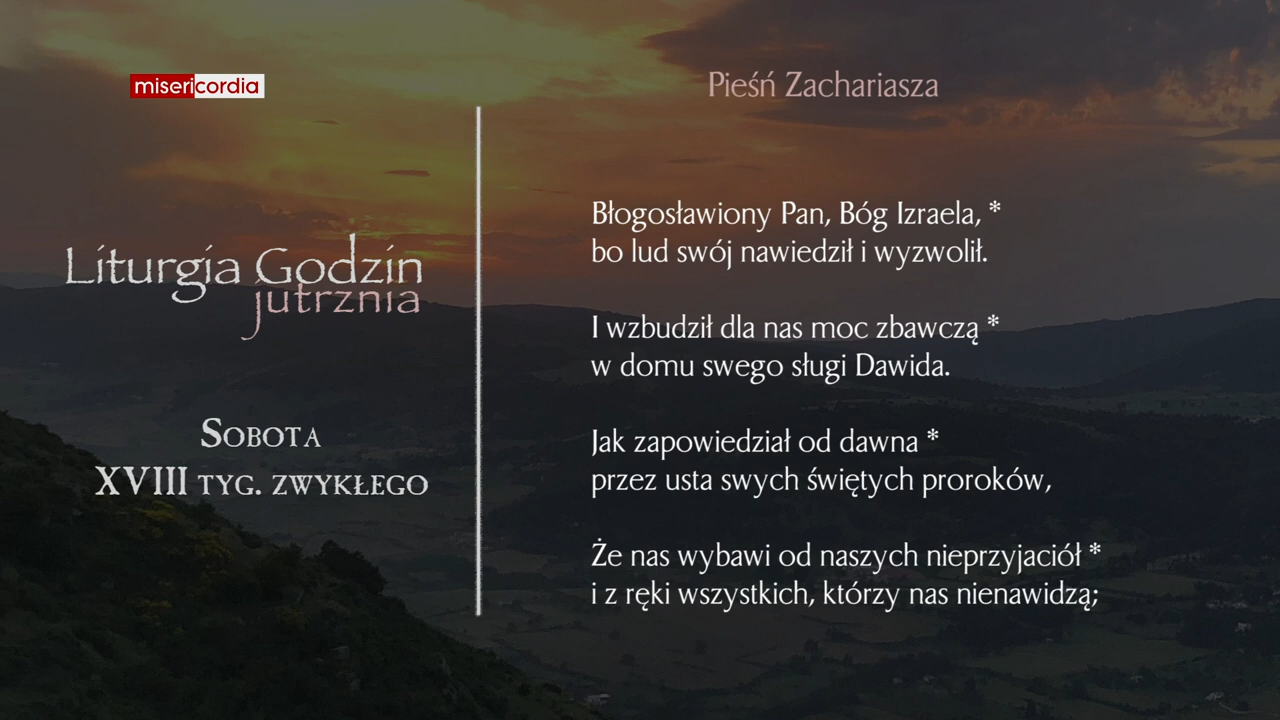 misericordia
Liturgia Godzin
jutrznia
Sobota
XVIII tyg. zwykłego
Pieśń Zachariasza
Błogosławiony Pan, Bóg Izraela, *
bo lud swój nawiedził i wyzwolił.
I wzbudził dla nas moc zbawczą *
w domu swego sługi Dawida.
Jak zapowiedział od dawna *
przez usta swych świętych proroków,
Że nas wybawi od naszych nieprzyjaciół *
i z ręki wszystkich, którzy nas nienawidzą;